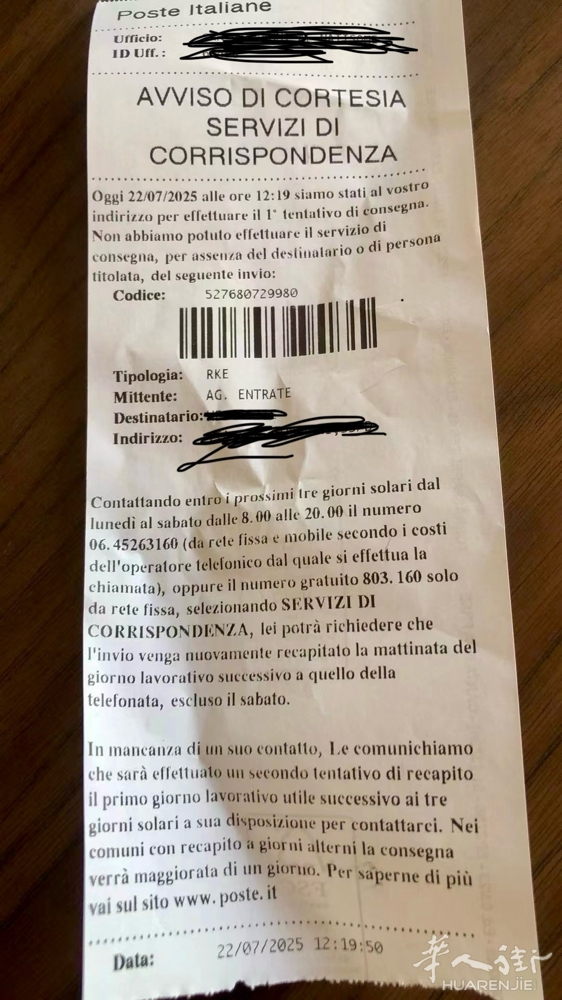 Poste Italiane
Ufficio:
ID Uff.:
AVVISO DI CORTESIA
SERVIZI DI
CORRISPONDENZA
Oggi 22/07/2025 alle ore 12:19 siamo stati al vostro
indirizzo per effettuare il 1° tentativo di consegna.
Non abbiamo potuto effettuare il servizio di
consegna, per assenza del destinatario o di persona
titolata, del seguente invio:
Codice: 527680729980
Tipologia: RKE
Mittente: AG. ENTRATE
Destinatario:
Indirizzo:
Contattando entro i prossimi tre giorni solari dal
lunedì al sabato dalle 8.00 alle 20.00 il numero
06.45263160 (da rete fissa e mobile secondo i costi
dell'operatore telefonico dal quale si effettua la
chiamata), oppure il numero gratuito 803.160 solo
da rete fissa, selezionando SERVIZI DI
CORRISPONDENZA, lei potrà richiedere che
l'invio venga nuovamente recapitato la mattinata del
giorno lavorativo successivo a quello della
telefonata, escluso il sabato.
In mancanza di un suo contatto, Le comunichiamo
che sarà effettuato un secondo tentativo di recapito
il primo giorno lavorativo utile successivo ai tre
giorni solari a sua disposizione per contattarci. Nei
comuni con recapito a giorni alterni la consegna
verrà maggiorata di un giorno. Per saperne di più
vai sul sito www.poste.it
Data: 22/07/2025 12:19:50
華人街
HUARENJIE